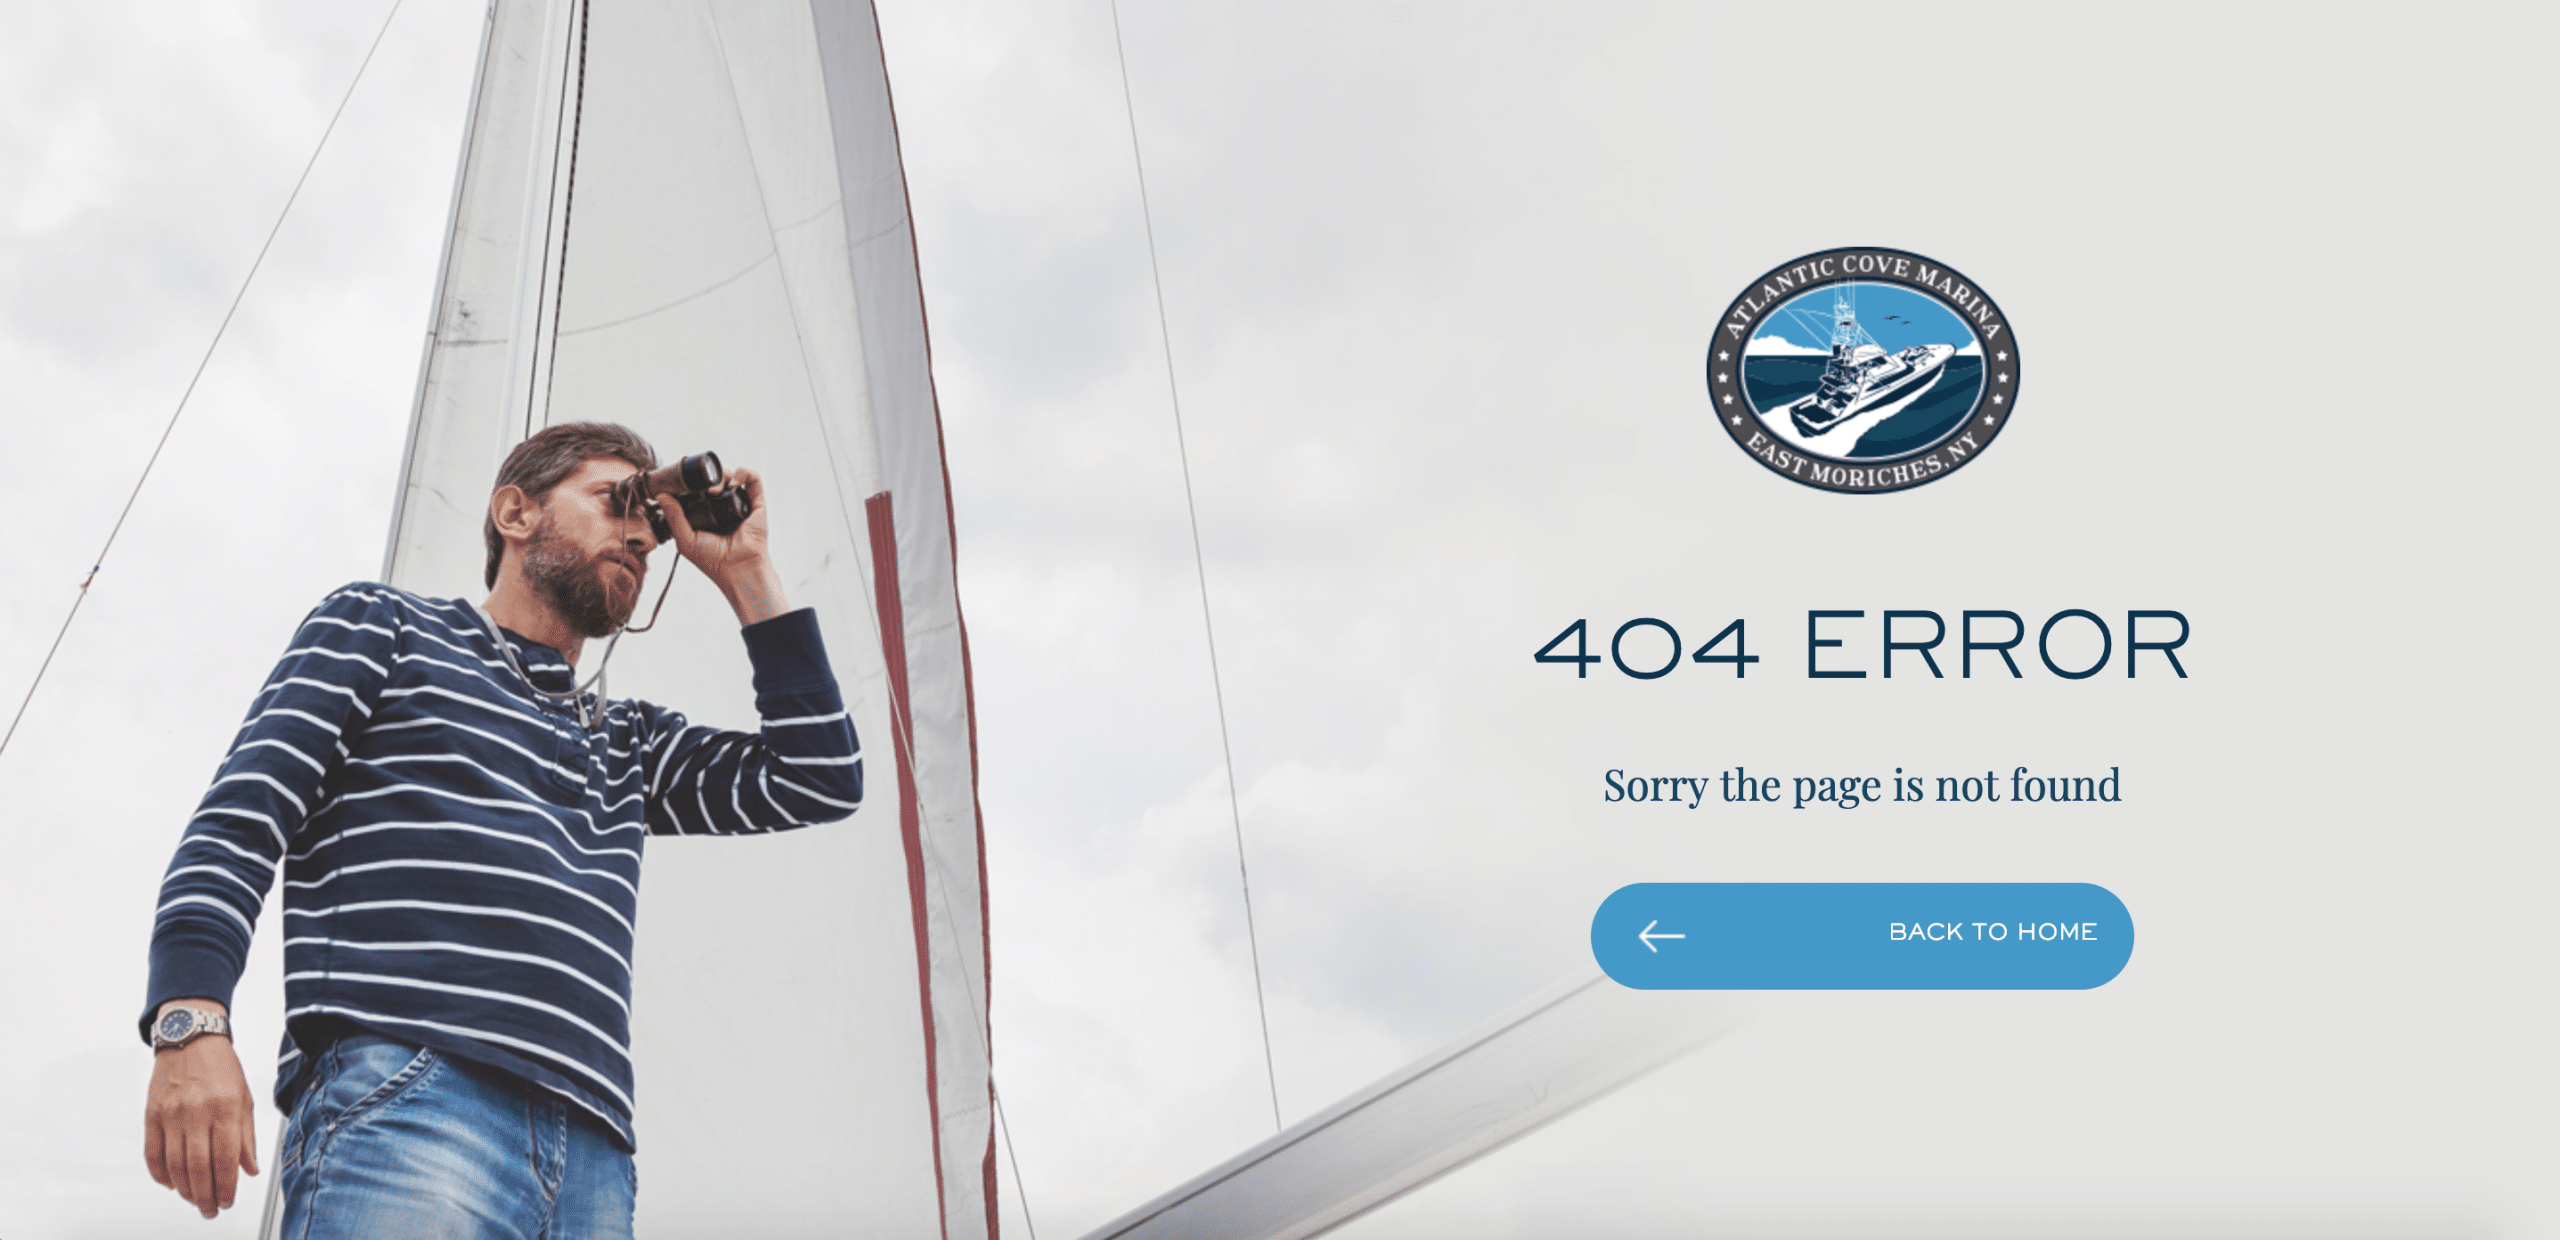 ATLANTIC COVE MARINA
EAST MORICHES, NY
404 ERROR
Sorry the page is not found
BACK TO HOME